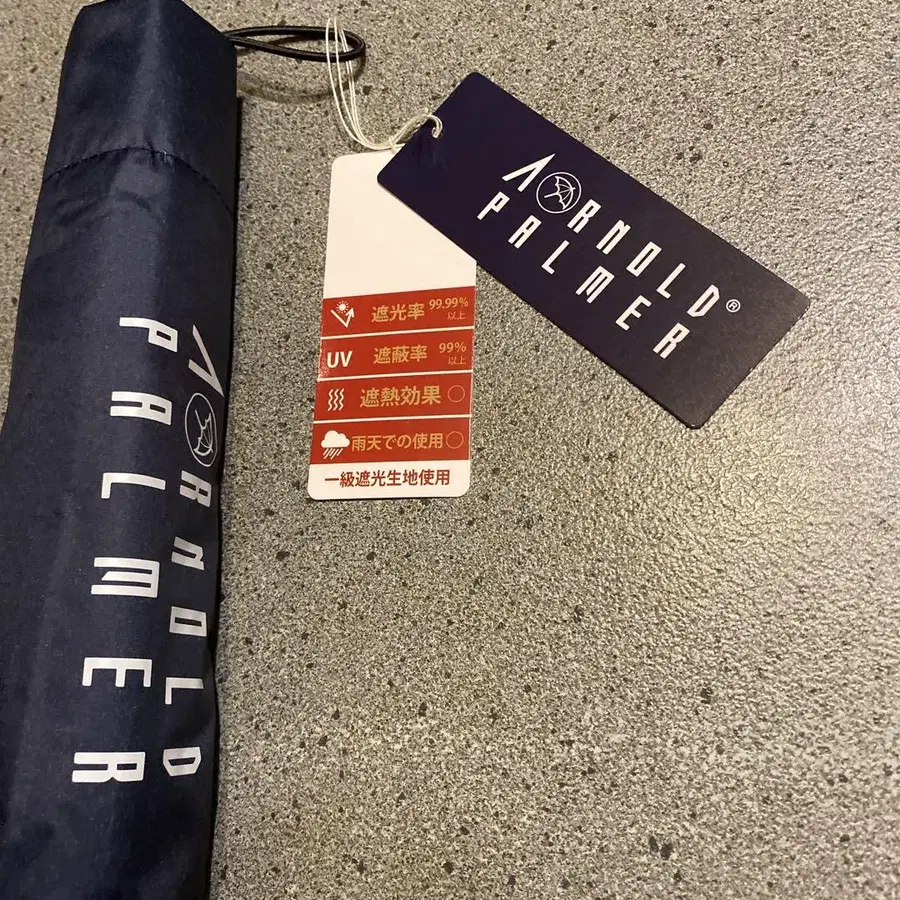 ARNOLD
PALMER
ARNOLD®
PALMER
遮光率 99.99%以上
UV 遮蔽率 99%以上
遮熱効果○
雨天での使用○
一級遮光生地使用